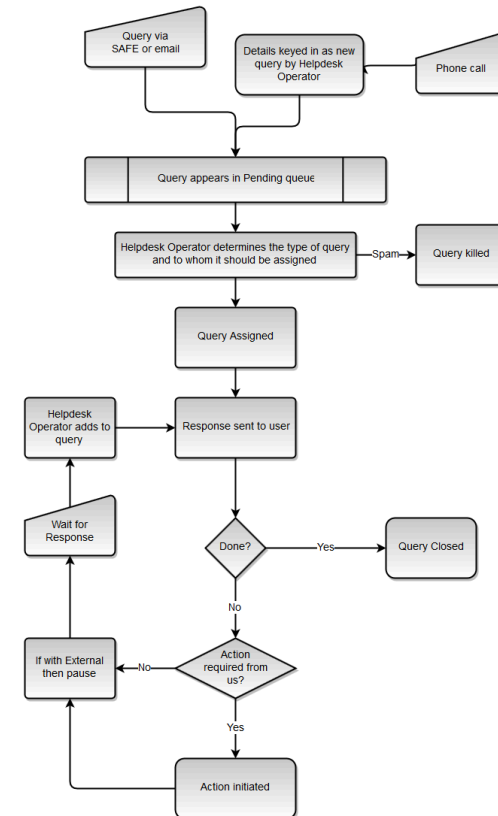 Query via
SAFE or email
Details keyed in as new
query by Helpdesk
Operator
Phone call
Query appears in Pending queue
Helpdesk Operator determines the type of query
and to whom it should be assigned
Spam
Query killed
Query Assigned
Helpdesk
Operator adds to
query
Response sent to user
Wait for
Response
Done?
Yes
Query Closed
No
If with External
then pause
No
Action
required from
us?
Yes
Action initiated